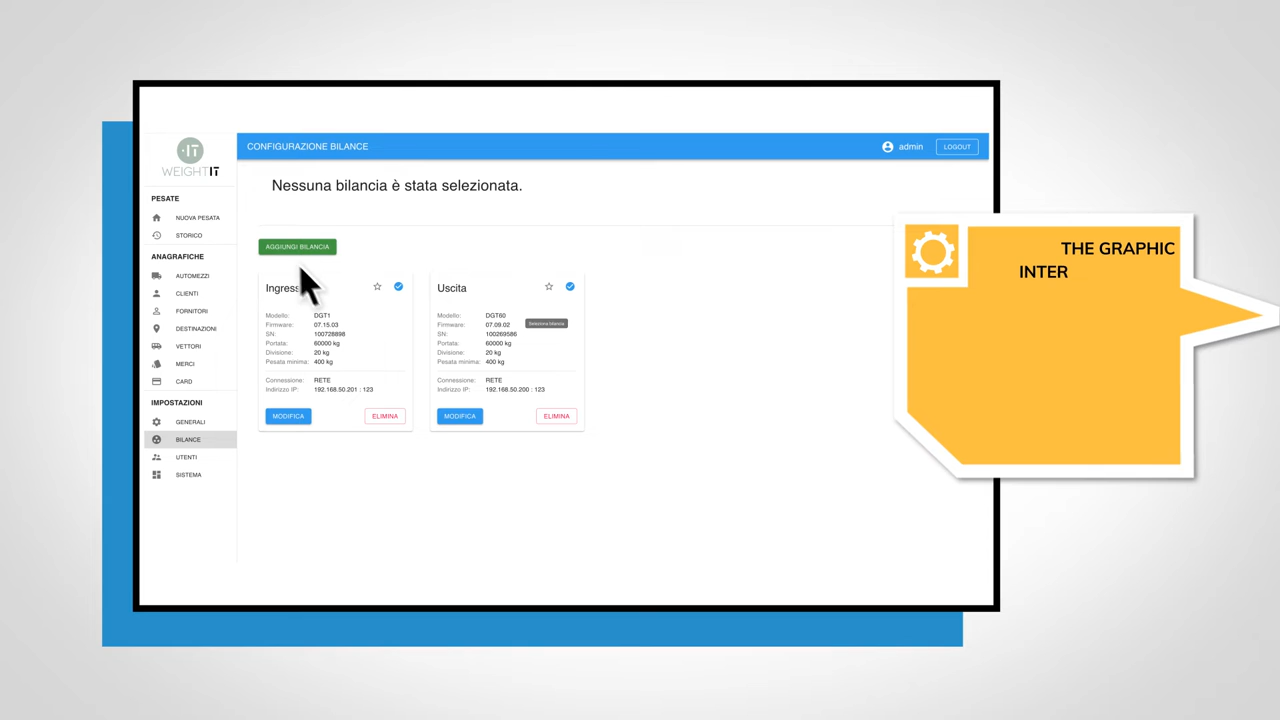 ·IT
WEIGHTIT
CONFIGURAZIONE BILANCE
admin
LOGOUT
Nessuna bilancia è stata selezionata.
PESATE
NUOVA PESATA
STORICO
ANAGRAFICHE
AUTOMEZZI
CLIENTI
FORNITORI
DESTINAZIONI
VETTORI
MERCI
CARD
IMPOSTAZIONI
GENERALI
BILANCE
UTENTI
SISTEMA
AGGIUNGI BILANCIA
Ingress
Modello: DGT1
Firmware: 07.15.03
SN: 100728898
Portata: 60000 kg
Divisione: 20 kg
Pesata minima: 400 kg
Connessione: RETE
Indirizzo IP: 192.168.50.201 : 123
MODIFICA ELIMINA
Uscita
Modello: DGT60
Firmware: 07.09.02
Seleziona bilancia
SN: 100269586
Portata: 60000 kg
Divisione: 20 kg
Pesata minima: 400 kg
Connessione: RETE
Indirizzo IP: 192.168.50.200 : 123
MODIFICA ELIMINA
THE GRAPHIC
INTER